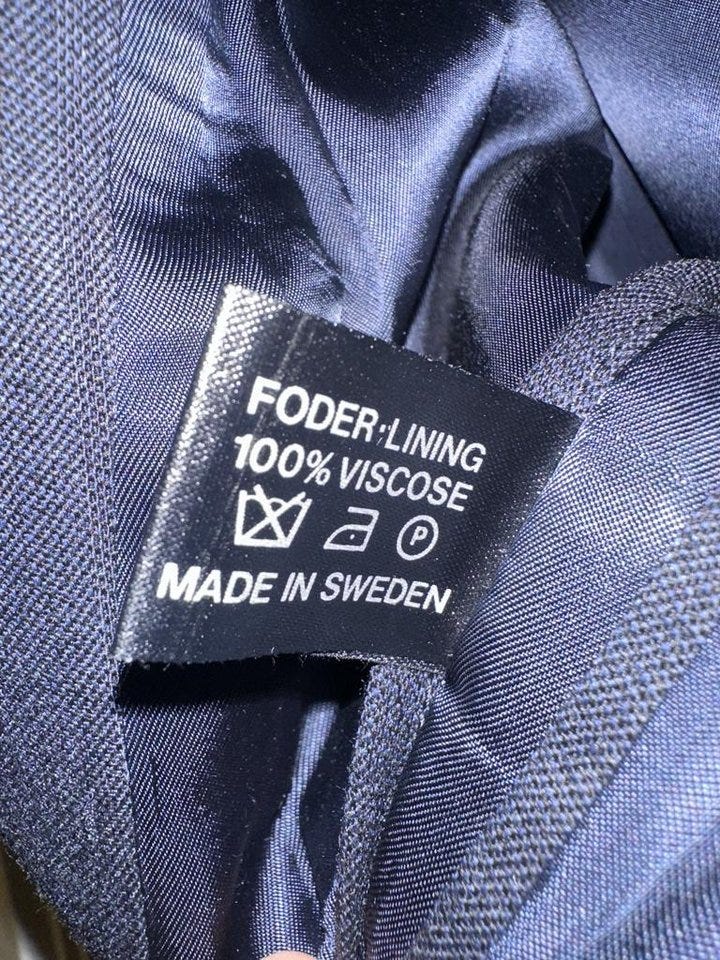 FODER:LINING
100% VISCOSE
P
MADE IN SWEDEN